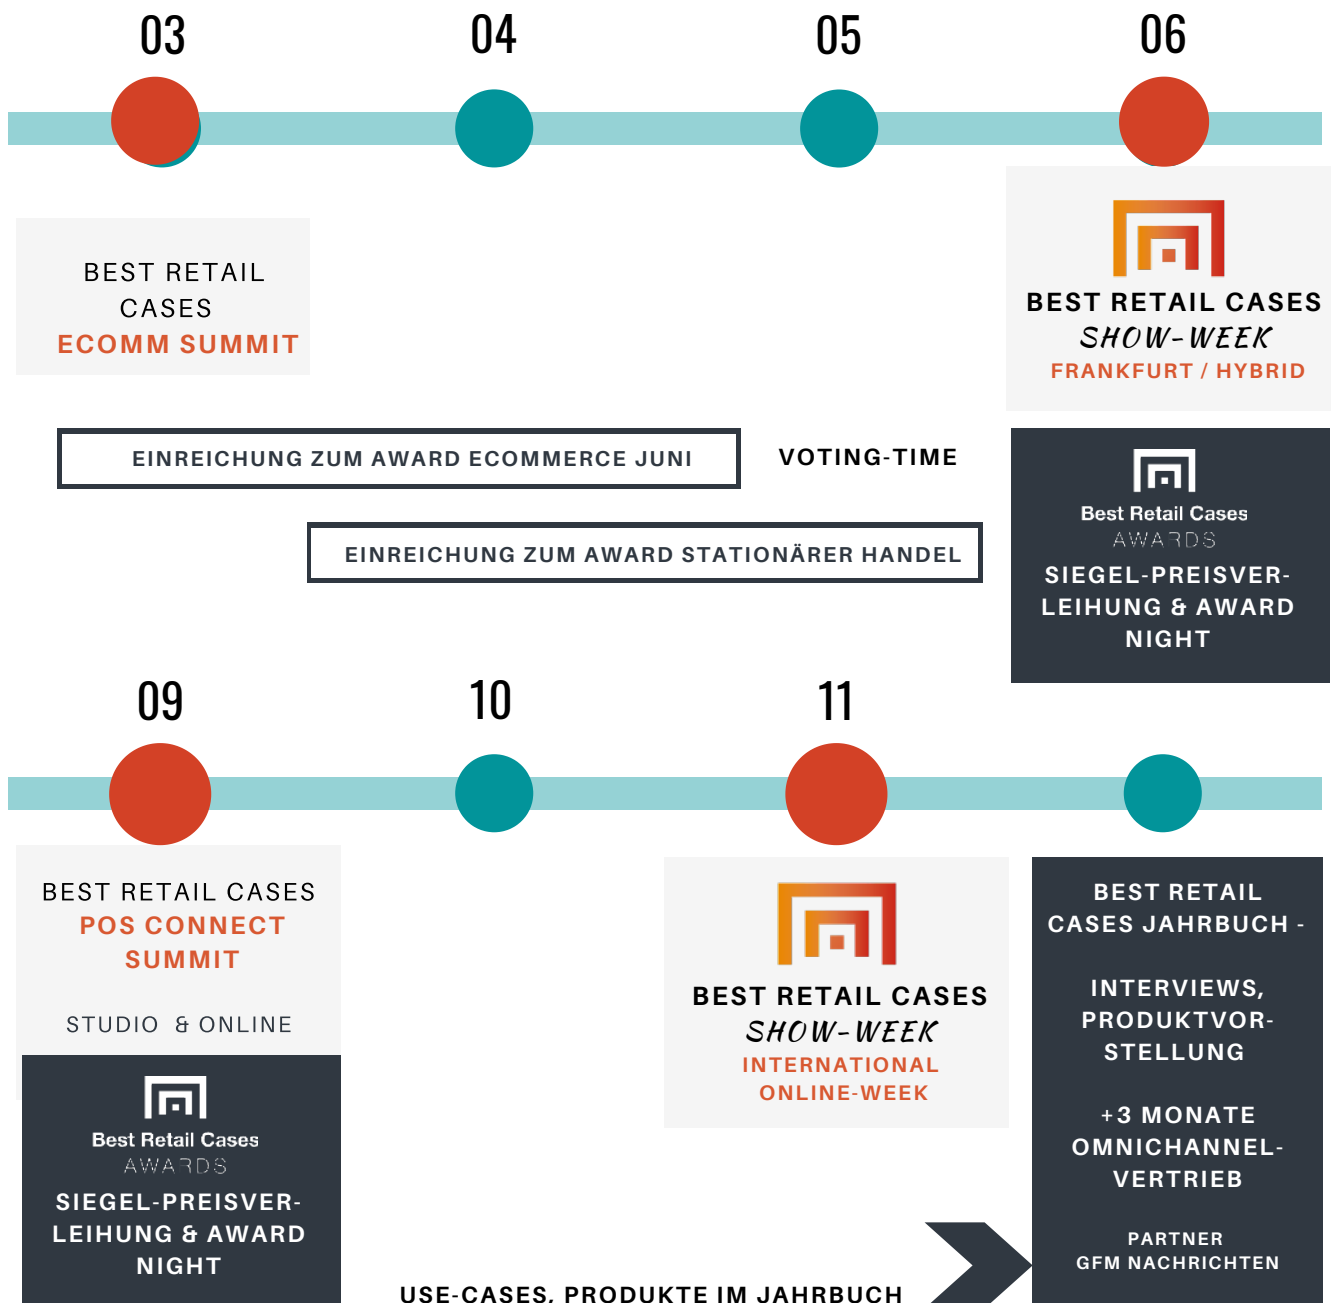 03
04
05
06
BEST RETAIL
CASES
ECOMM SUMMIT
BEST RETAIL CASES
SHOW-WEEK
FRANKFURT / HYBRID
EINREICHUNG ZUM AWARD ECOMMERCE JUNI
VOTING-TIME
EINREICHUNG ZUM AWARD STATIONÄRER HANDEL
Best Retail Cases
AWARDS
SIEGEL-PREISVER-
LEIHUNG & AWARD
NIGHT
09
10
11
BEST RETAIL CASES
POS CONNECT
SUMMIT
STUDIO & ONLINE
Best Retail Cases
AWARDS
SIEGEL-PREISVER-
LEIHUNG & AWARD
NIGHT
BEST RETAIL CASES
SHOW-WEEK
INTERNATIONAL
ONLINE-WEEK
BEST RETAIL
CASES JAHRBUCH -
INTERVIEWS,
PRODUKTVOR-
STELLUNG
+3 MONATE
OMNICHANNEL-
VERTRIEB
PARTNER
GFM NACHRICHTEN
USE-CASES, PRODUKTE IM JAHRBUCH